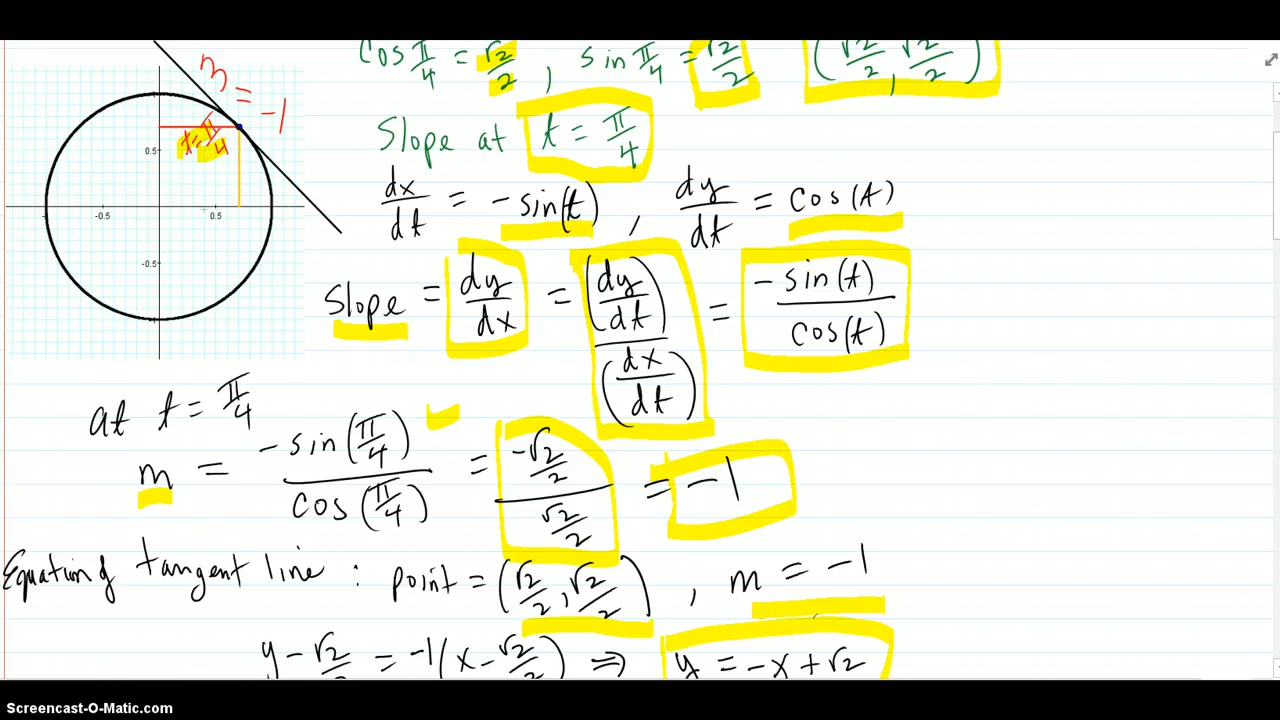 cos π/4 = √2/2 , sin π/4 = √2/2 (√2/2 , √2/2)
m = -1
t = π/4
0.5
-0.5 0.5
-0.5
Slope at t = π/4
dx/dt = -sin(t) , dy/dt = cos(t)
Slope = dy/dx = (dy/dt)/(dx/dt) = -sin(t)/cos(t)
at t = π/4
m = -sin(π/4)/cos(π/4) = (-√2/2)/(√2/2) = -1
Equation of tangent line : point = (√2/2 , √2/2) , m = -1
y - √2/2 = -1(x - √2/2) ⇒ y = -x + √2
Screencast-O-Matic.com